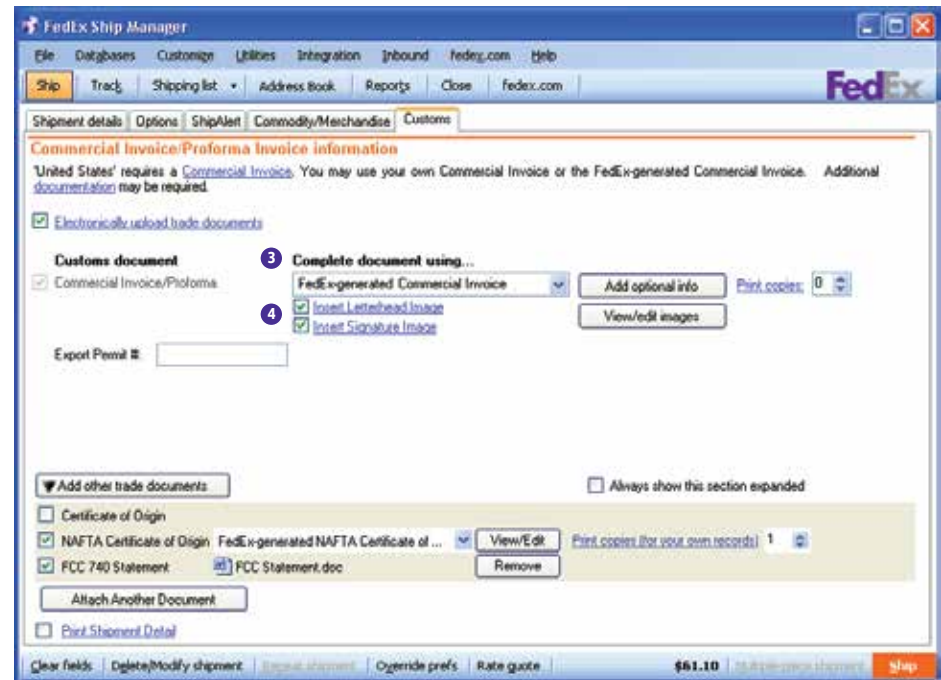 FedEx Ship Manager
File Databases Customize Utilities Integration Inbound fedex.com Help
Ship Track Shipping list Address Book Reports Close fedex.com FedEx
Shipment details Options ShipAlert Commodity/Merchandise Customs
Commercial Invoice/Proforma Invoice information
'United States' requires a Commercial Invoice. You may use your own Commercial Invoice or the FedEx-generated Commercial Invoice. Additional
documentation may be required.
Electronically upload trade documents
Customs document 3 Complete document using...
Commercial Invoice/Proforma FedEx-generated Commercial Invoice Add optional info Print copies: 0
4 Insert Letterhead Image View/edit images
Insert Signature Image
Export Permit #:
Add other trade documents Always show this section expanded
Certificate of Origin
NAFTA Certificate of Origin FedEx-generated NAFTA Certificate of ... View/Edit Print copies (for your own records) 1
FCC 740 Statement FCC Statement.doc Remove
Attach Another Document
Print Shipment Detail
Clear fields Delete/Modify shipment Repeat shipment Override prefs Rate quote $61.10 Multiple-piece shipment Ship